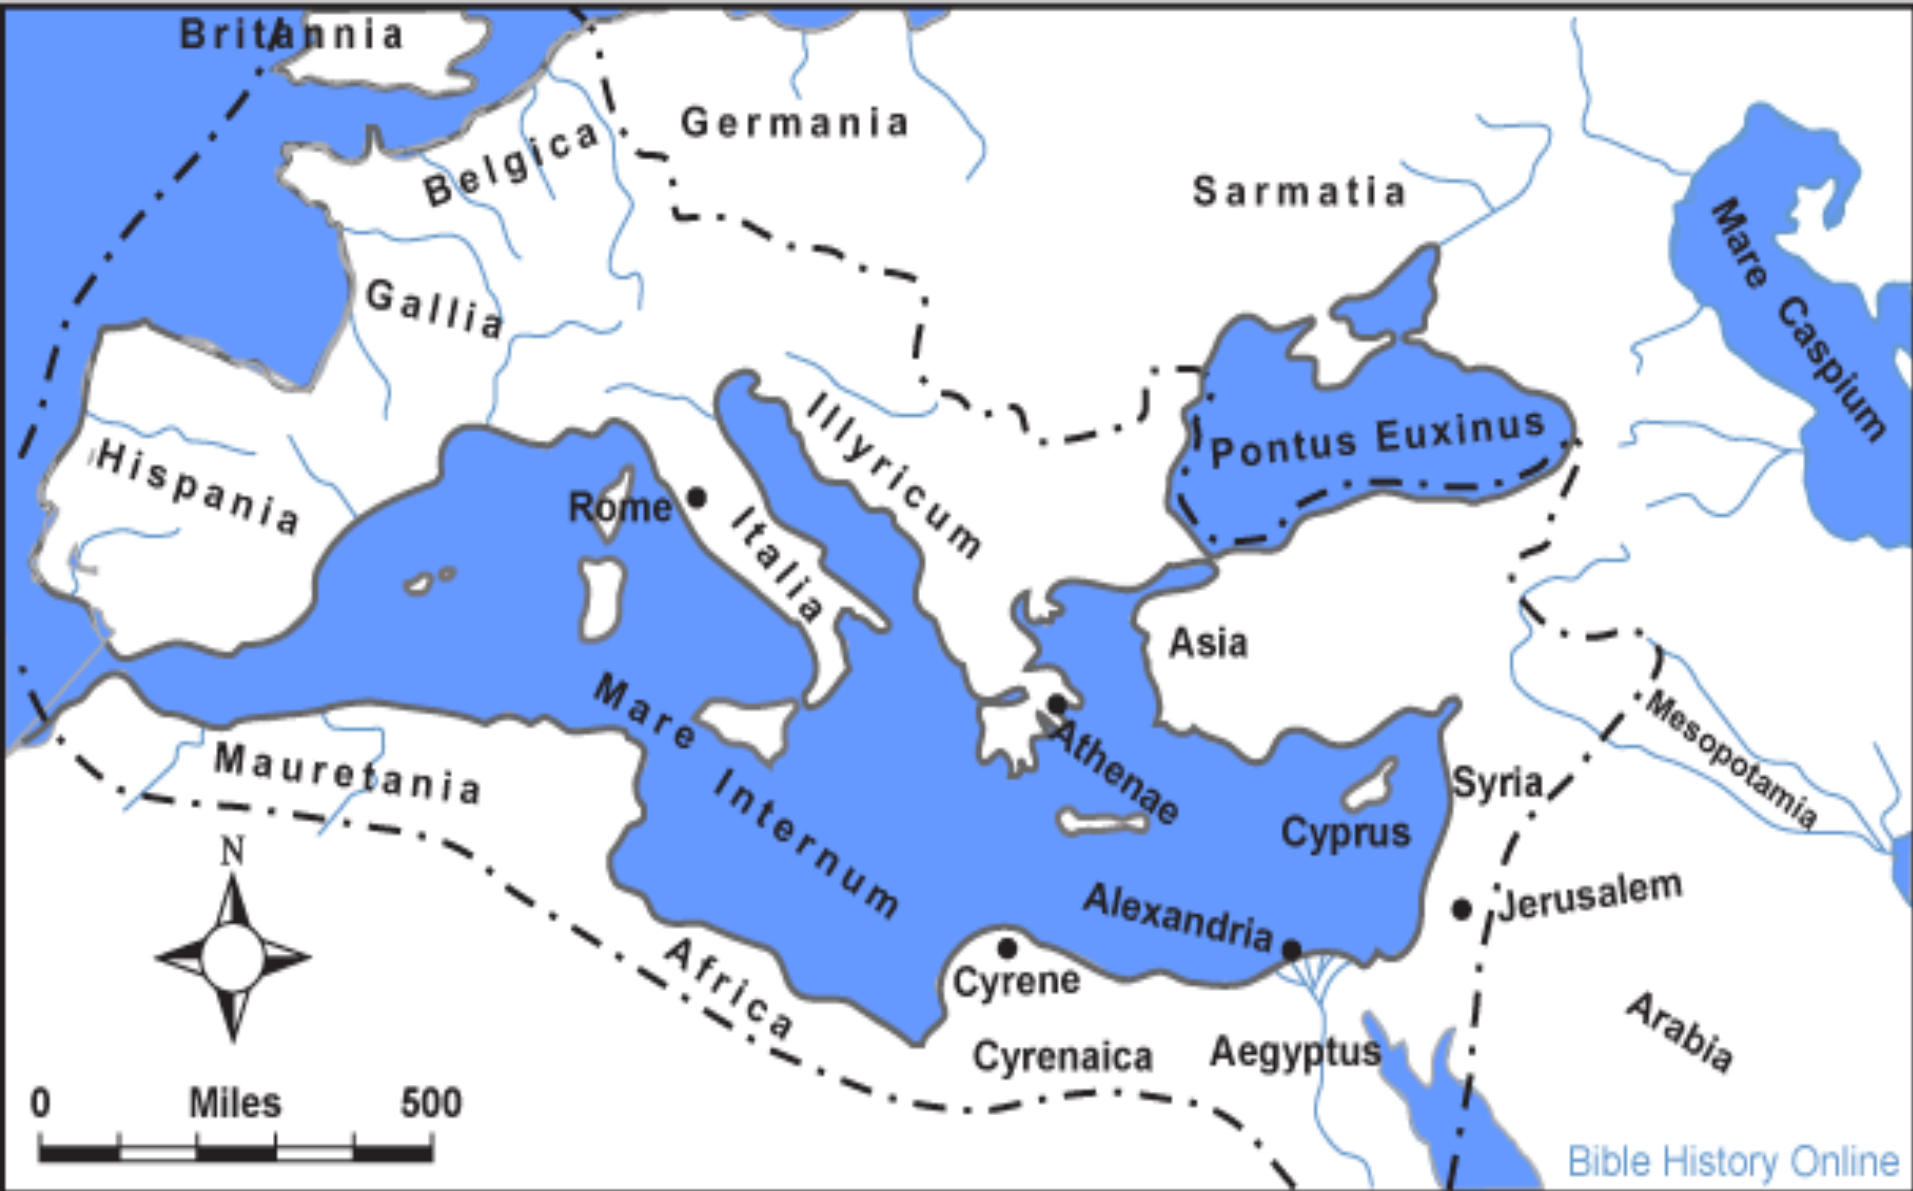 Britannia
Germania
Belgica
Sarmatia
Mare Caspium
Gallia
Illyricum
Pontus Euxinus
Hispania
Rome
Italia
Asia
Mare Internum
Mesopotamia
Athenae
Mauretania
Syria
Cyprus
N
Alexandria
Jerusalem
Africa
Cyrene
Arabia
Cyrenaica
Aegyptus
0 Miles 500
Bible History Online